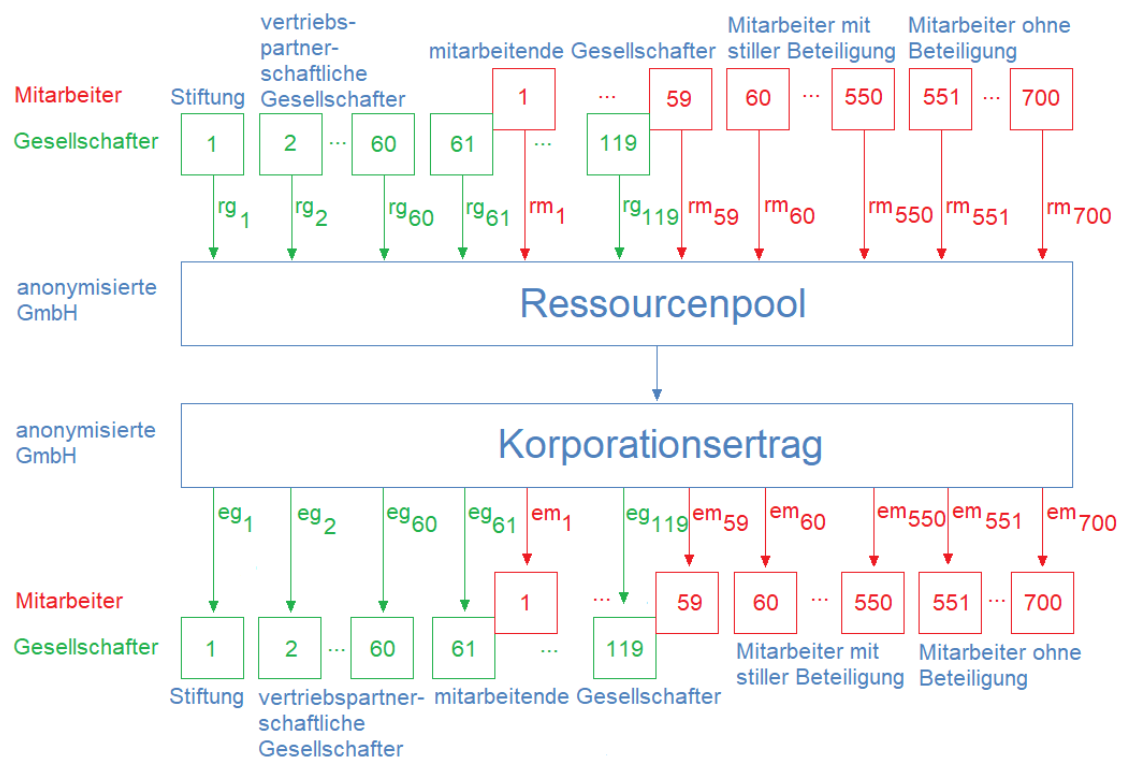 vertriebs-
partner-
schaftliche
Gesellschafter
Stiftung
mitarbeitende Gesellschafter
Mitarbeiter mit
stiller Beteiligung
Mitarbeiter ohne
Beteiligung
Mitarbeiter 1 ... 59 60 ... 550 551 ... 700
Gesellschafter 1 2 ... 60 61 ... 119
rg1 rg2 rg60 rg61 rm1 rg119 rm59 rm60 rm550 rm551 rm700
anonymisierte
GmbH
Ressourcenpool
anonymisierte
GmbH
Korporationsertrag
eg1 eg2 eg60 eg61 em1 eg119 em59 em60 em550 em551 em700
Mitarbeiter 1 ... 59 60 ... 550 551 ... 700
Gesellschafter 1 2 ... 60 61 ... 119
Stiftung
vertriebspartner-
schaftliche
Gesellschafter
mitarbeitende Gesellschafter
Mitarbeiter mit
stiller Beteiligung
Mitarbeiter ohne
Beteiligung